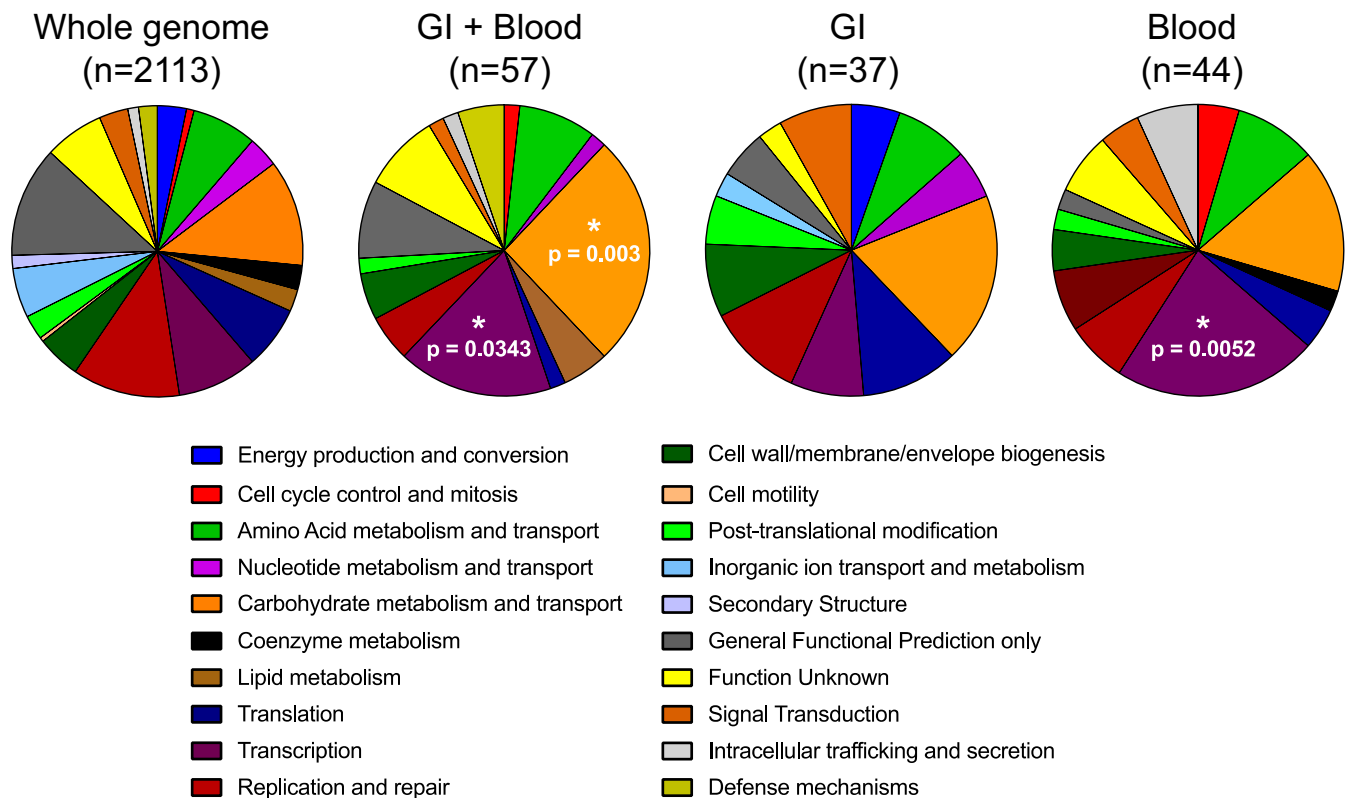 Whole genome
(n=2113)
GI + Blood
(n=57)
GI
(n=37)
Blood
(n=44)
*
p = 0.003
*
p = 0.0343
*
p = 0.0052
Energy production and conversion
Cell cycle control and mitosis
Amino Acid metabolism and transport
Nucleotide metabolism and transport
Carbohydrate metabolism and transport
Coenzyme metabolism
Lipid metabolism
Translation
Transcription
Replication and repair
Cell wall/membrane/envelope biogenesis
Cell motility
Post-translational modification
Inorganic ion transport and metabolism
Secondary Structure
General Functional Prediction only
Function Unknown
Signal Transduction
Intracellular trafficking and secretion
Defense mechanisms